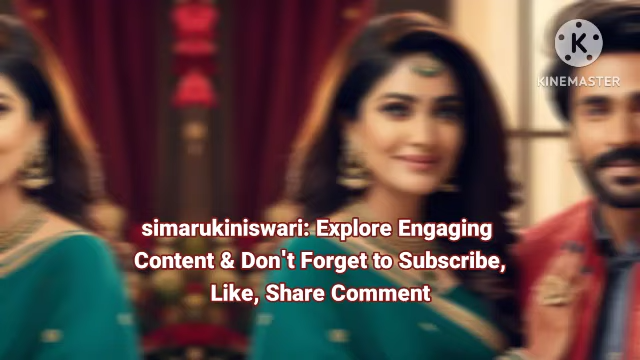 K
KINEMASTER
simarukiniswari: Explore Engaging
Content & Don't Forget to Subscribe,
Like, Share Comment